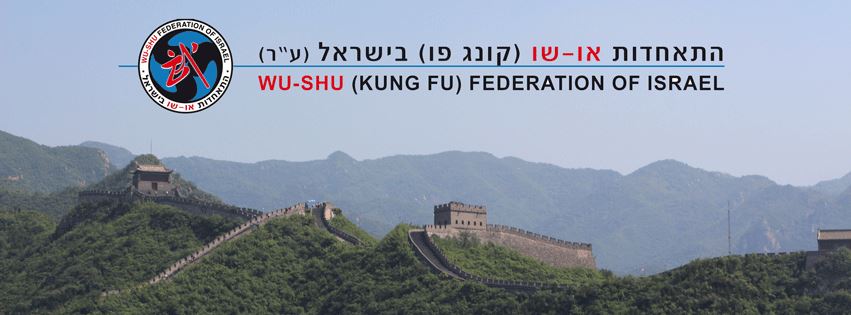 WU-SHU FEDERATION OF ISRAEL
武
התאחדות או-שו בישראל
התאחדות או-שו (קונג פו) בישראל (ע"ר)
WU-SHU (KUNG FU) FEDERATION OF ISRAEL